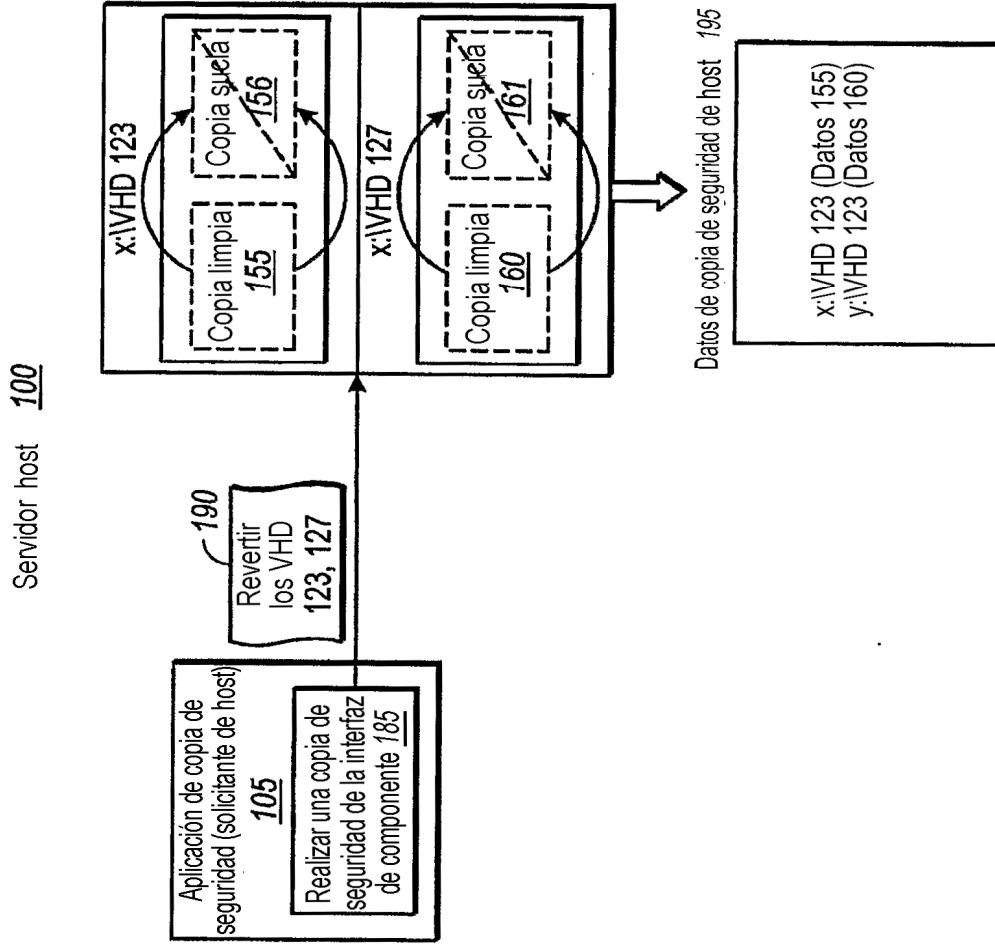 Servidor host 100
Aplicación de copia de
seguridad (solicitante de host)
105
Realizar una copia de
seguridad de la interfaz
de componente 185
190
Revertir
los VHD
123, 127
x:\VHD 123
Copia limpia
155
Copia suela
156
x:\VHD 127
Copia limpia
160
Copia suela
161
Datos de copia de seguridad de host 195
x:\VHD 123 (Datos 155)
y:\VHD 123 (Datos 160)